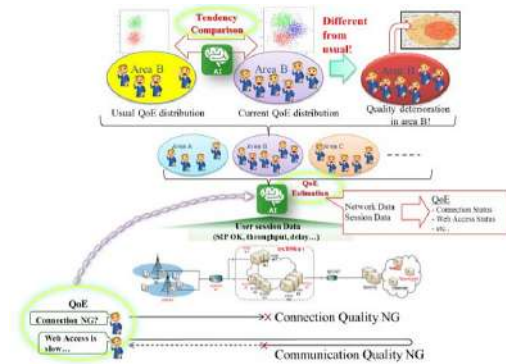 Tendency
Comparison
Different
from
usual!
Area B
AI
Area B
Area B
Usual QoE distribution
Current QoE distribution
Quality deterioration
in area B!
Area A
Area B
Area C
QoE
Estimation
AI
Network Data
Session Data
QoE
- Connection Status
- Web Access Status
- etc..
User session Data
(SIP OK, throughput, delay…)
QoE
Connection NG?
Connection Quality NG
Web Access is
slow…
Communication Quality NG